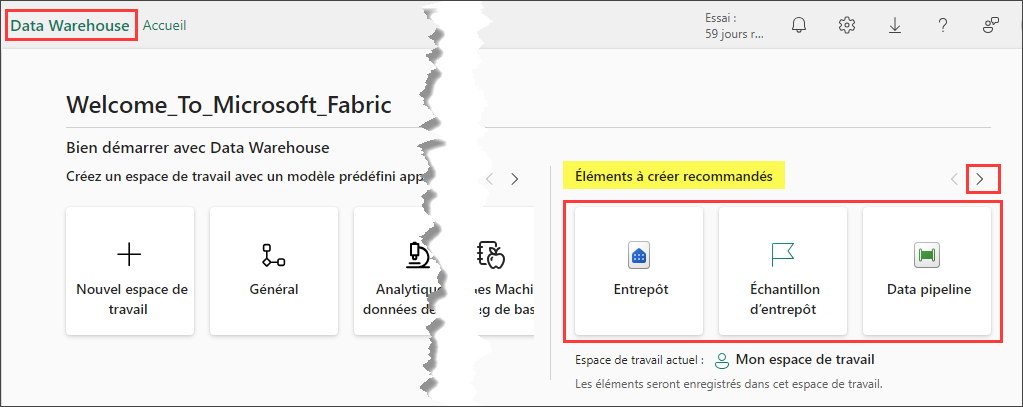 Data Warehouse Accueil
Essai :
59 jours r...
?
Welcome_To_Microsoft_Fabric
Bien démarrer avec Data Warehouse
Créez un espace de travail avec un modèle prédéfini app
Éléments à créer recommandés
Nouvel espace de
travail
Général
Analytique
données de
nes Machi
eg de bas
Entrepôt
Échantillon
d’entrepôt
Data pipeline
Espace de travail actuel : Mon espace de travail
Les éléments seront enregistrés dans cet espace de travail.